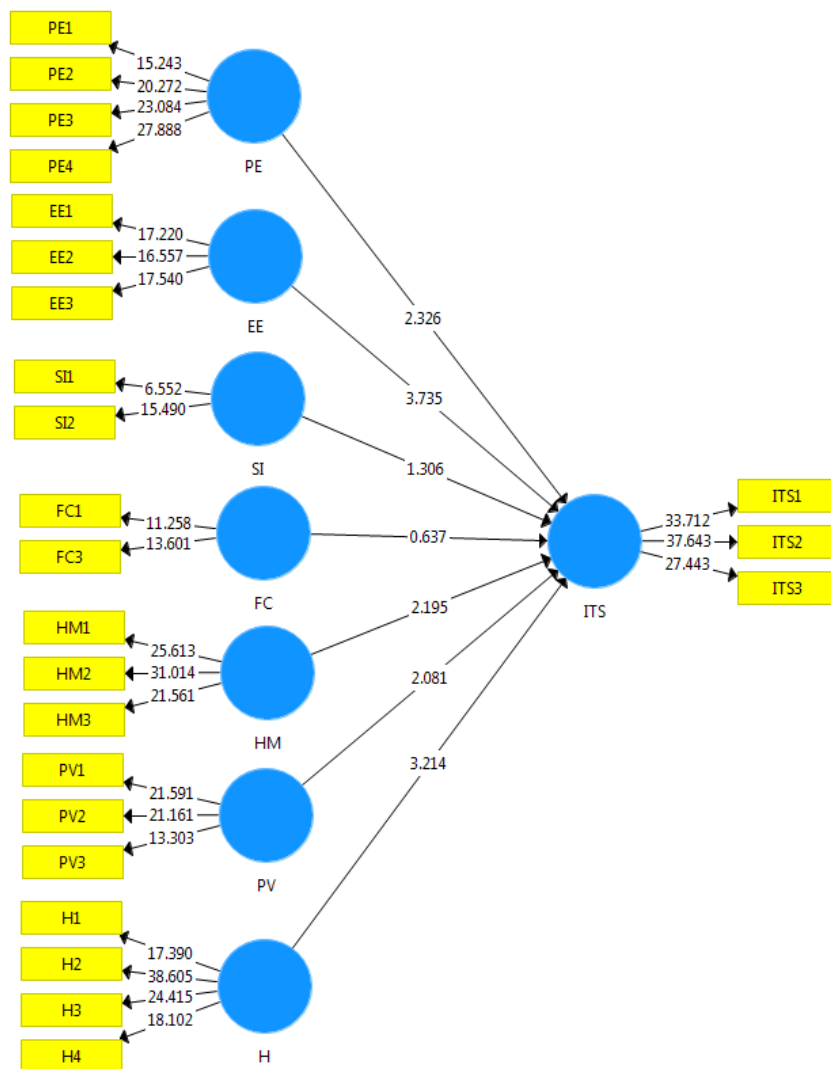 PE1
PE2
PE3
PE4
15.243
20.272
23.084
27.888
PE
EE1
EE2
EE3
17.220
16.557
17.540
EE
SI1
SI2
6.552
15.490
SI
FC1
FC3
11.258
13.601
FC
HM1
HM2
HM3
25.613
31.014
21.561
HM
PV1
PV2
PV3
21.591
21.161
13.303
PV
H1
H2
H3
H4
17.390
38.605
24.415
18.102
H
2.326
3.735
1.306
0.637
2.195
2.081
3.214
ITS
33.712
37.643
27.443
ITS1
ITS2
ITS3